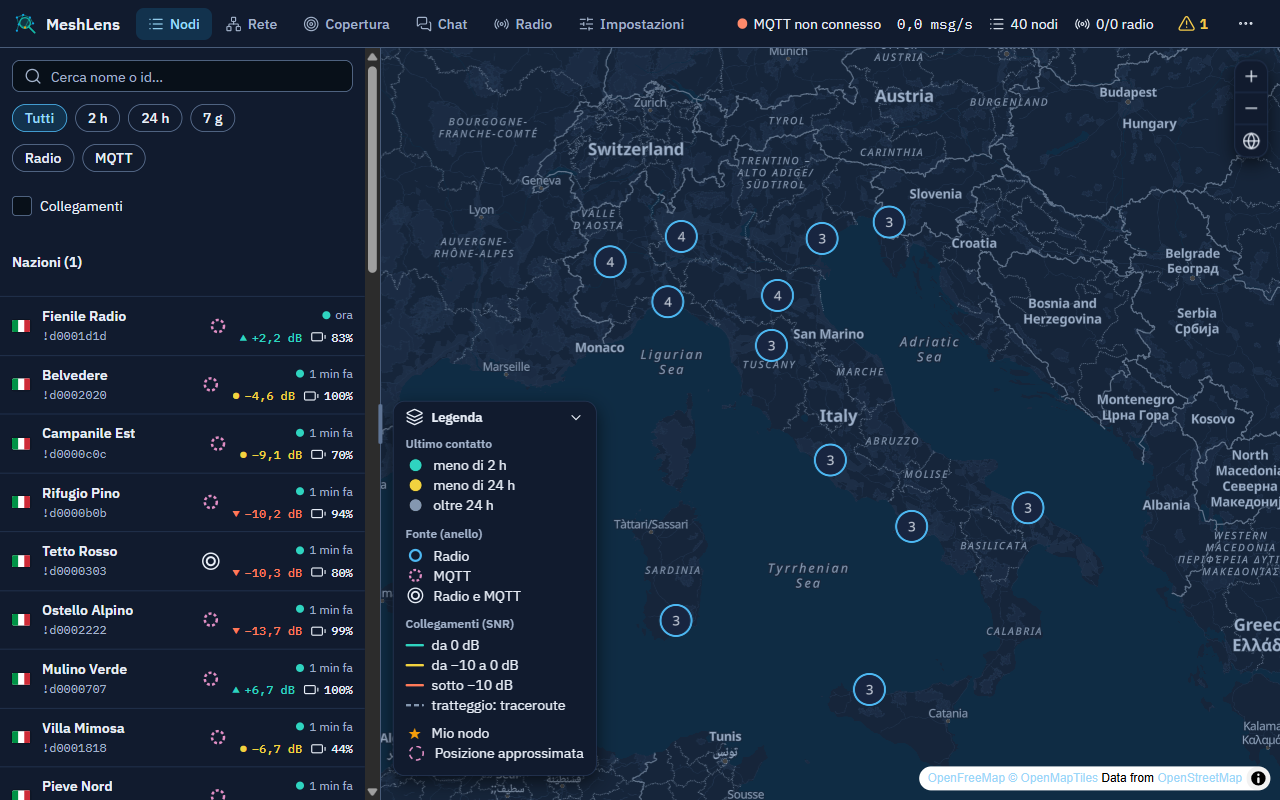 MeshLens
Nodi
Rete
Copertura
Chat
Radio
Impostazioni
MQTT non connesso
0,0 msg/s
40 nodi
0/0 radio
1
Cerca nome o id...
Tutti
2 h
24 h
7 g
Radio
MQTT
Collegamenti
Nazioni (1)
Fienile Radio
ora
!d0001d1d
+2,2 dB
83%
Belvedere
1 min fa
!d0002020
−4,6 dB
100%
Campanile Est
1 min fa
!d0000c0c
−9,1 dB
70%
Rifugio Pino
1 min fa
!d0000b0b
−10,2 dB
94%
Tetto Rosso
1 min fa
!d0000303
−10,3 dB
80%
Ostello Alpino
1 min fa
!d0002222
−13,7 dB
99%
Mulino Verde
1 min fa
!d0000707
+6,7 dB
100%
Villa Mimosa
1 min fa
!d0001818
−6,7 dB
44%
Pieve Nord
1 min fa
Munich
AUSTRIA
Zurich
Austria
BURGENLAND
Budapest
Hungary
BOURGOGNE-
FRANCHE-COMTÉ
TYROL
Switzerland
CARINTHIA
TRENTINO –
ALTO ADIGE/
SÜDTIROL
Geneva
Slovenia
Lyon
VALLE
D'AOSTA
4
3
3
Croatia
AUVERGNE-
RHÔNE-ALPES
4
Belgrade
Београд
4
4
Bosnia and
Herzegovina
Serbia
Србија
San Marino
Monaco
3
Ligurian
Sea
Adriatic
Sea
Marseille
TUSCANY
MARCHE
Montenegro
Црна Гора
Kosovo
Italy
ABRUZZO
3
MOLISE
North
Macedonia
Северна
Albania
3
3
Tàttari/Sassari
BASILICATA
WESTERN
MACEDONIA
SARDINIA
Tyrrhenian
Sea
3
CALABRIA
3
Catania
Tunis
تونس
Sousse
Legenda
Ultimo contatto
meno di 2 h
meno di 24 h
oltre 24 h
Fonte (anello)
Radio
MQTT
Radio e MQTT
Collegamenti (SNR)
da 0 dB
da −10 a 0 dB
sotto −10 dB
tratteggio: traceroute
Mio nodo
Posizione approssimata
OpenFreeMap © OpenMapTiles Data from OpenStreetMap